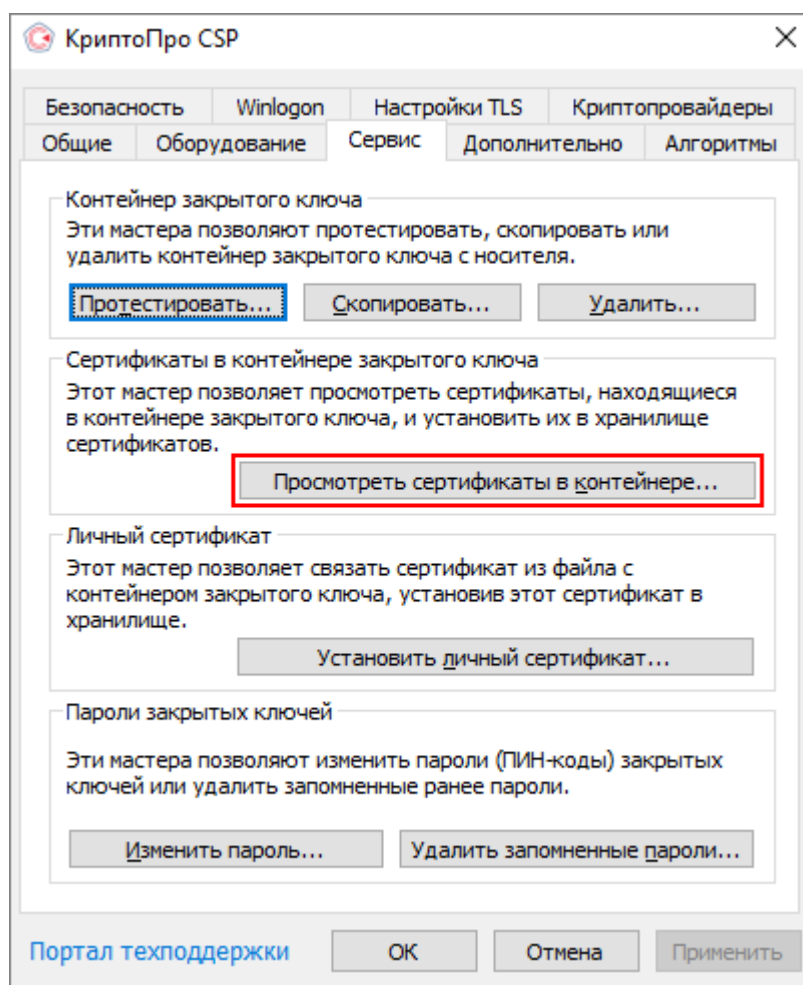 КриптоПро CSP
Безопасность Winlogon Настройки TLS Криптопровайдеры
Общие Оборудование Сервис Дополнительно Алгоритмы
Контейнер закрытого ключа
Эти мастера позволяют протестировать, скопировать или
удалить контейнер закрытого ключа с носителя.
Протестировать... Скопировать... Удалить...
Сертификаты в контейнере закрытого ключа
Этот мастер позволяет просмотреть сертификаты, находящиеся
в контейнере закрытого ключа, и установить их в хранилище
сертификатов.
Просмотреть сертификаты в контейнере...
Личный сертификат
Этот мастер позволяет связать сертификат из файла с
контейнером закрытого ключа, установив этот сертификат в
хранилище.
Установить личный сертификат...
Пароли закрытых ключей
Эти мастера позволяют изменить пароли (ПИН-коды) закрытых
ключей или удалить запомненные ранее пароли.
Изменить пароль... Удалить запомненные пароли...
Портал техподдержки ОК Отмена Применить